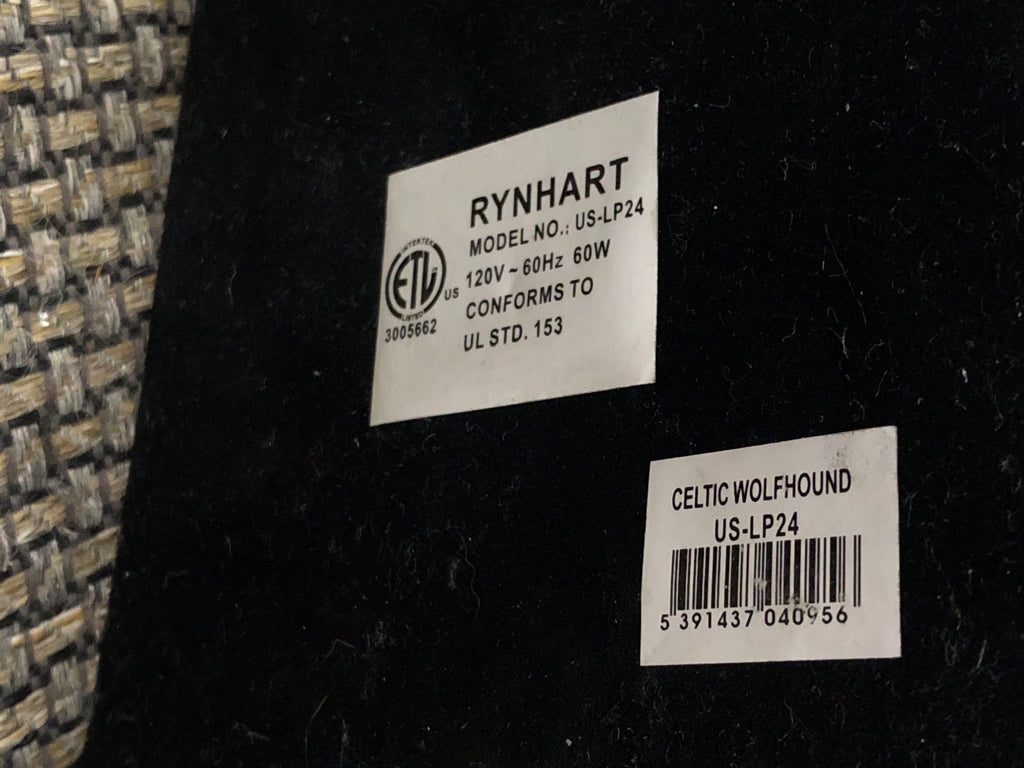 RYNHART
MODEL NO.: US-LP24
120V ~ 60Hz 60W
CONFORMS TO
UL STD. 153
INTERTEK
ETL
LISTED
US
3005662
CELTIC WOLFHOUND
US-LP24
5 391437 040956